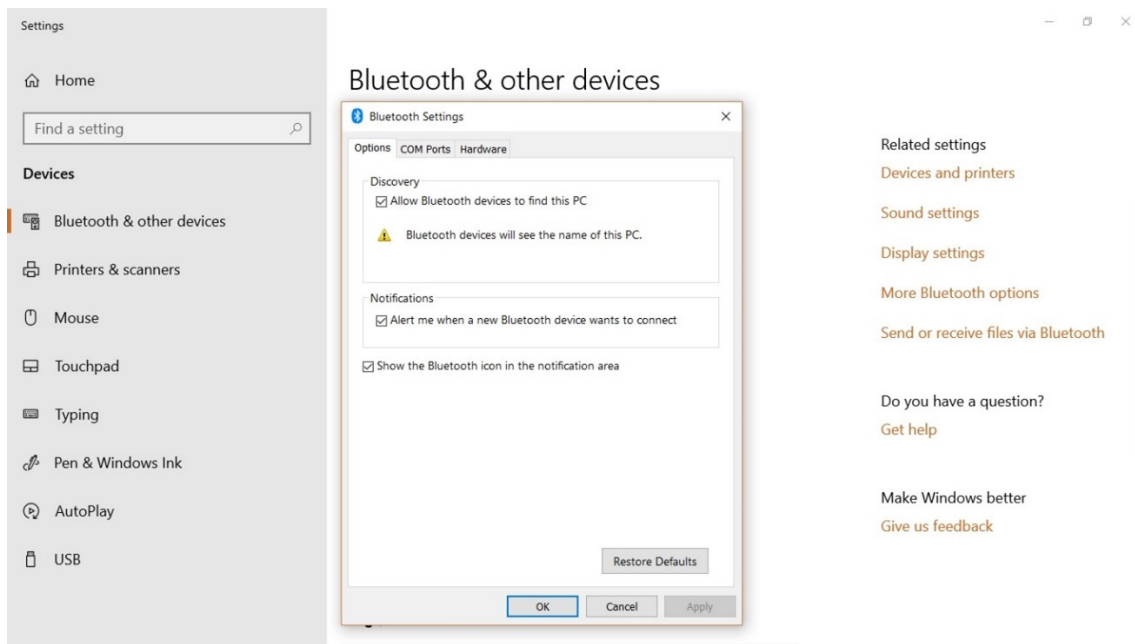 Settings
Home
Find a setting
Devices
Bluetooth & other devices
Printers & scanners
Mouse
Touchpad
Typing
Pen & Windows Ink
AutoPlay
USB
Bluetooth & other devices
Bluetooth Settings
Options COM Ports Hardware
Discovery
Allow Bluetooth devices to find this PC
Bluetooth devices will see the name of this PC.
Notifications
Alert me when a new Bluetooth device wants to connect
Show the Bluetooth icon in the notification area
Restore Defaults
OK Cancel Apply
Related settings
Devices and printers
Sound settings
Display settings
More Bluetooth options
Send or receive files via Bluetooth
Do you have a question?
Get help
Make Windows better
Give us feedback